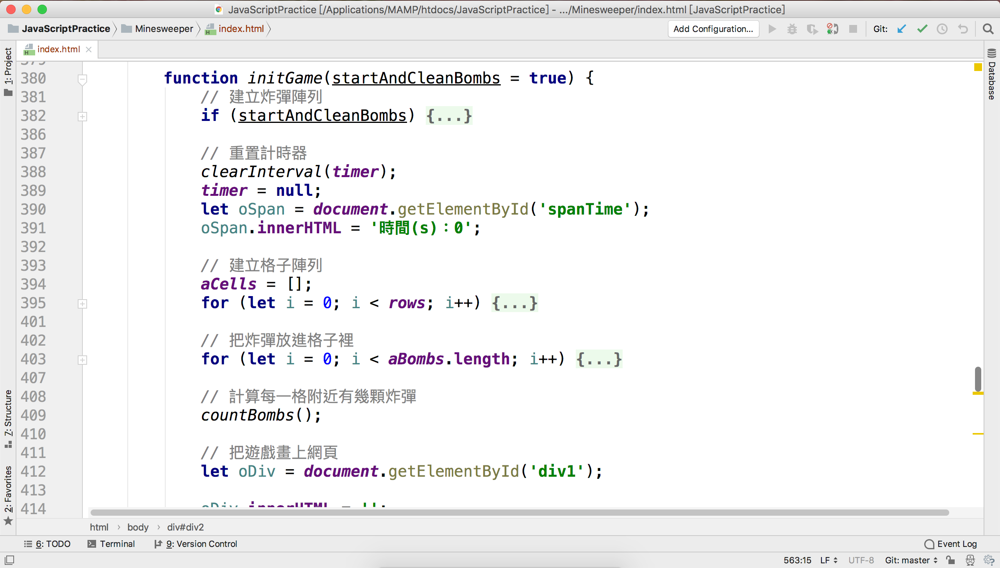 JavaScriptPractice [/Applications/MAMP/htdocs/JavaScriptPractice] - .../Minesweeper/index.html [JavaScriptPractice]
JavaScriptPractice Minesweeper index.html Add Configuration... Git:
index.html
1: Project
Database
379
380 function initGame(startAndCleanBombs = true) {
381 // 建立炸彈陣列
382 if (startAndCleanBombs) {...}
386
387 // 重置計時器
388 clearInterval(timer);
389 timer = null;
390 let oSpan = document.getElementById('spanTime');
391 oSpan.innerHTML = '時間(s):0';
392
393 // 建立格子陣列
394 aCells = [];
395 for (let i = 0; i < rows; i++) {...}
401
402 // 把炸彈放進格子裡
403 for (let i = 0; i < aBombs.length; i++) {...}
407
408 // 計算每一格附近有幾顆炸彈
409 countBombs();
410
411 // 把遊戲畫上網頁
412 let oDiv = document.getElementById('div1');
413
414 oDiv.innerHTML = '';
7: Structure
2: Favorites
html › body › div#div2
6: TODO Terminal 9: Version Control Event Log
563:15 LF UTF-8 Git: master